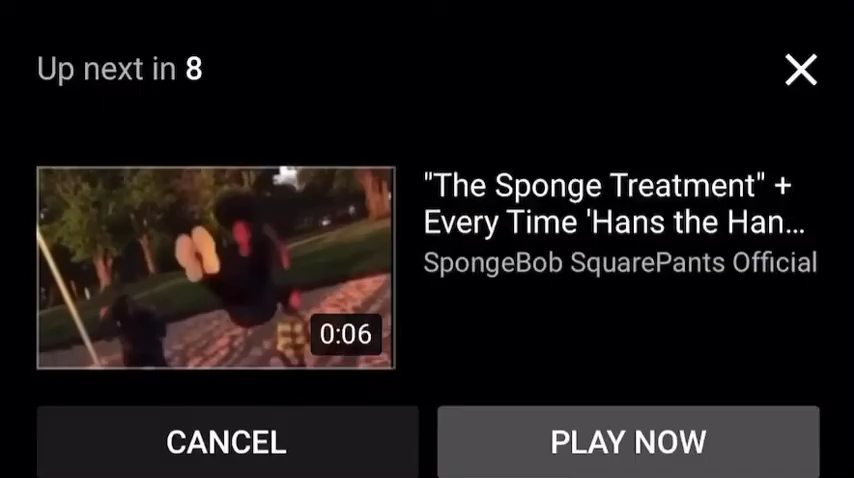 Up next in 8
"The Sponge Treatment" +
Every Time 'Hans the Han...
SpongeBob SquarePants Official
0:06
CANCEL
PLAY NOW